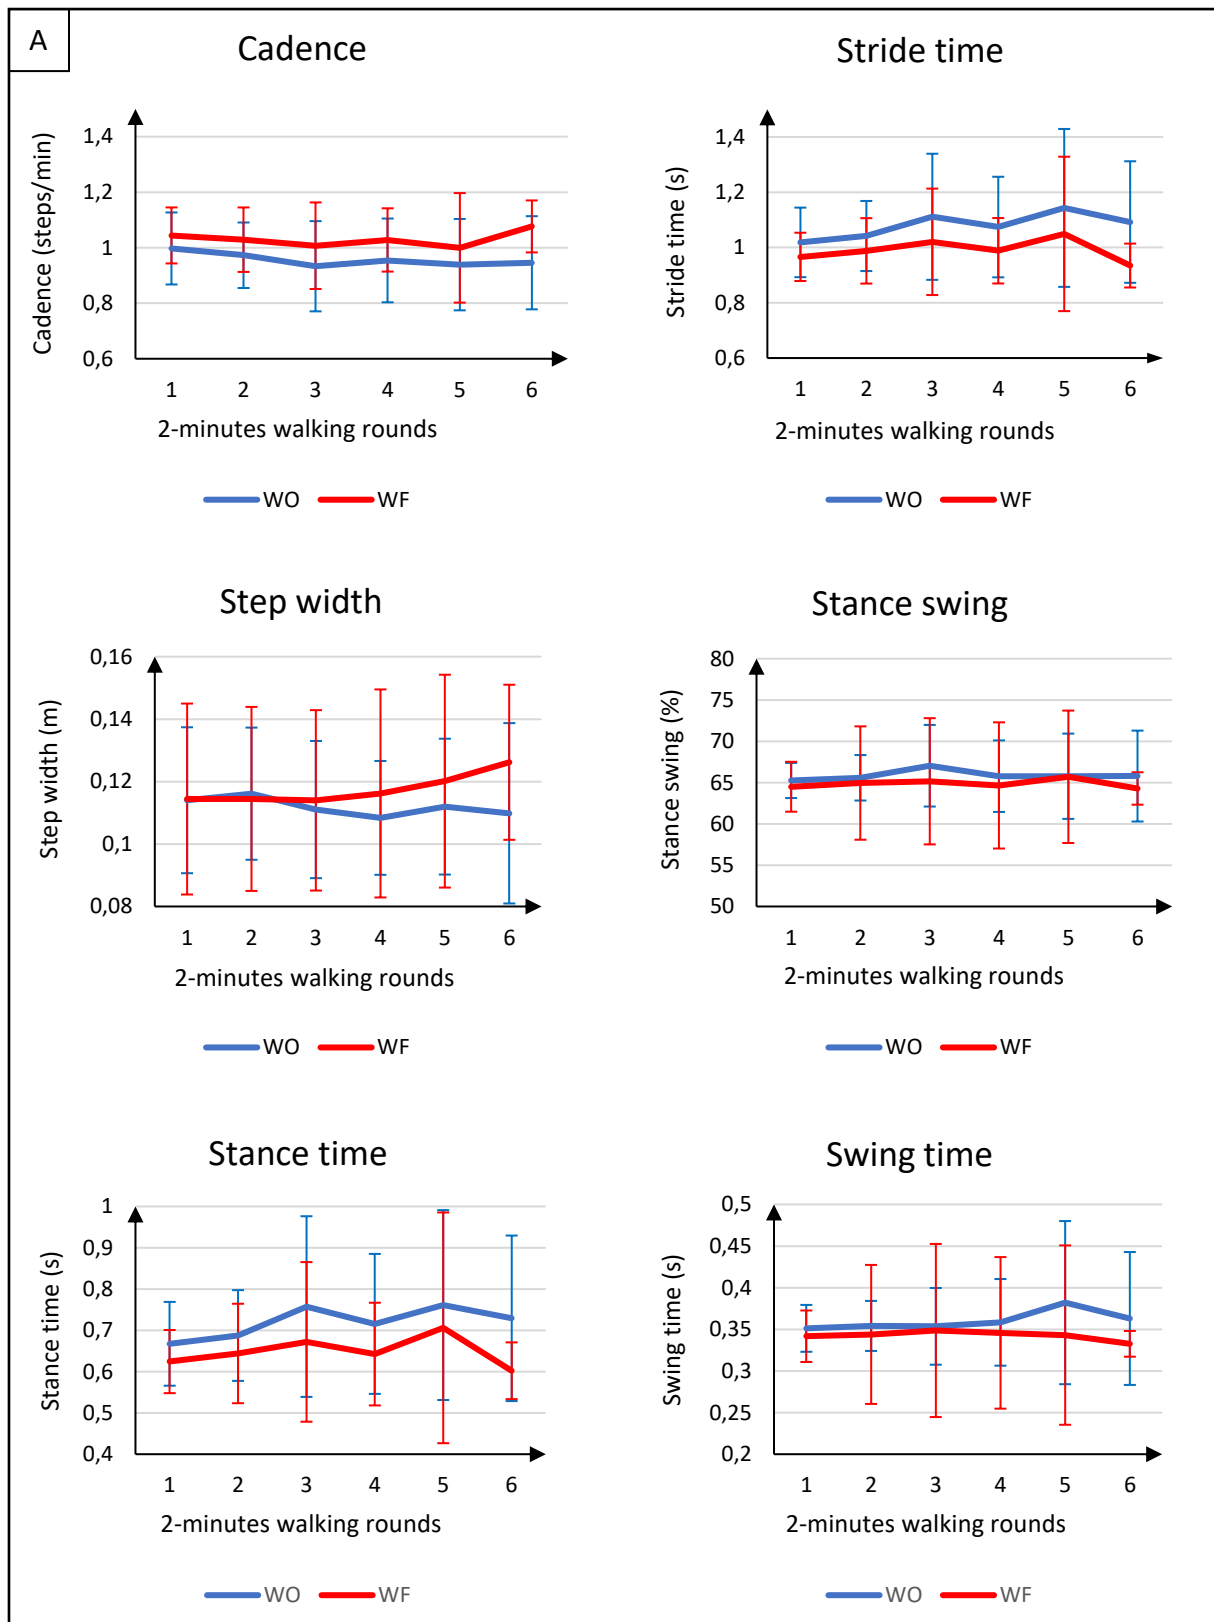 A
Cadence
Cadence (steps/min)
1,4
1,2
1
0,8
0,6
1 2 3 4 5 6
2-minutes walking rounds
WO WF
Stride time
Stride time (s)
1,4
1,2
1
0,8
0,6
1 2 3 4 5 6
2-minutes walking rounds
WO WF
Step width
Step width (m)
0,16
0,14
0,12
0,1
0,08
1 2 3 4 5 6
2-minutes walking rounds
WO WF
Stance swing
Stance swing (%)
80
75
70
65
60
55
50
1 2 3 4 5 6
2-minutes walking rounds
WO WF
Stance time
Stance time (s)
1
0,9
0,8
0,7
0,6
0,5
0,4
1 2 3 4 5 6
2-minutes walking rounds
WO WF
Swing time
Swing time (s)
0,5
0,45
0,4
0,35
0,3
0,25
0,2
1 2 3 4 5 6
2-minutes walking rounds
WO WF